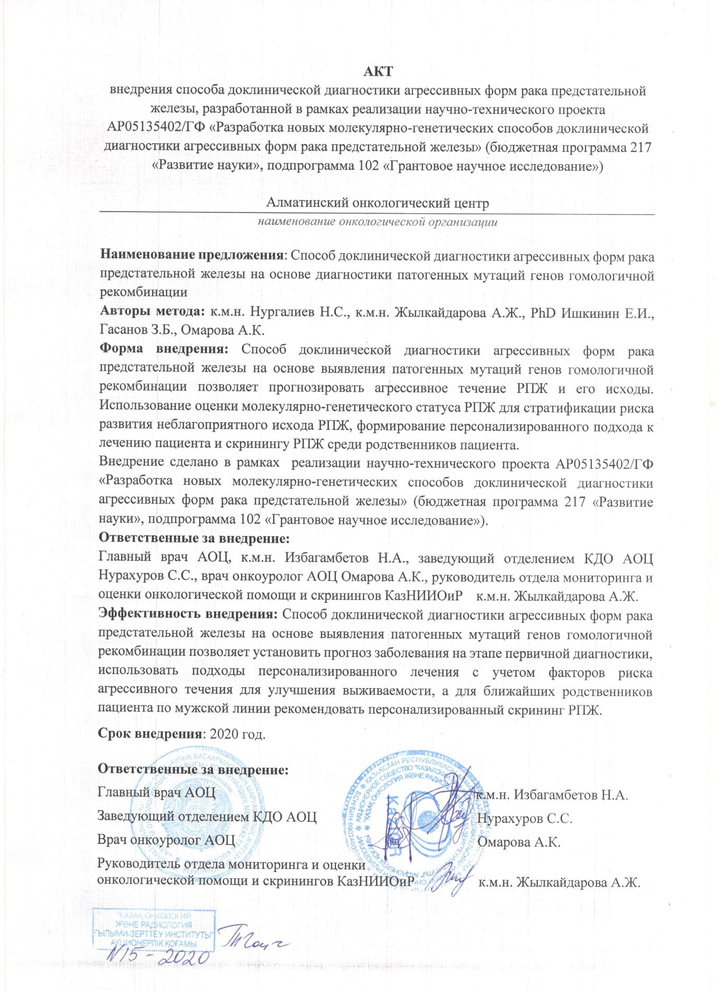 АКТ
внедрения способа доклинической диагностики агрессивных форм рака предстательной
железы, разработанной в рамках реализации научно-технического проекта
АР05135402/ГФ «Разработка новых молекулярно-генетических способов доклинической
диагностики агрессивных форм рака предстательной железы» (бюджетная программа 217
«Развитие науки», подпрограмма 102 «Грантовое научное исследование»)
Алматинский онкологический центр
наименование онкологической организации
Наименование предложения: Способ доклинической диагностики агрессивных форм рака
предстательной железы на основе диагностики патогенных мутаций генов гомологичной
рекомбинации
Авторы метода: к.м.н. Нургалиев Н.С., к.м.н. Жылкайдарова А.Ж., PhD Ишкинин Е.И.,
Гасанов З.Б., Омарова А.К.
Форма внедрения: Способ доклинической диагностики агрессивных форм рака
предстательной железы на основе выявления патогенных мутаций генов гомологичной
рекомбинации позволяет прогнозировать агрессивное течение РПЖ и его исходы.
Использование оценки молекулярно-генетического статуса РПЖ для стратификации риска
развития неблагоприятного исхода РПЖ, формирование персонализированного подхода к
лечению пациента и скринингу РПЖ среди родственников пациента.
Внедрение сделано в рамках реализации научно-технического проекта АР05135402/ГФ
«Разработка новых молекулярно-генетических способов доклинической диагностики
агрессивных форм рака предстательной железы» (бюджетная программа 217 «Развитие
науки», подпрограмма 102 «Грантовое научное исследование»).
Ответственные за внедрение:
Главный врач АОЦ, к.м.н. Избагамбетов Н.А., заведующий отделением КДО АОЦ
Нурахуров С.С., врач онкоуролог АОЦ Омарова А.К., руководитель отдела мониторинга и
оценки онкологической помощи и скринингов КазНИИОиР к.м.н. Жылкайдарова А.Ж.
Эффективность внедрения: Способ доклинической диагностики агрессивных форм рака
предстательной железы на основе выявления патогенных мутаций генов гомологичной
рекомбинации позволяет установить прогноз заболевания на этапе первичной диагностики,
использовать подходы персонализированного лечения с учетом факторов риска
агрессивного течения для улучшения выживаемости, а для ближайших родственников
пациента по мужской линии рекомендовать персонализированный скрининг РПЖ.
Срок внедрения: 2020 год.
Ответственные за внедрение:
Главный врач АОЦ к.м.н. Избагамбетов Н.А.
Заведующий отделением КДО АОЦ Нурахуров С.С.
Врач онкоуролог АОЦ Омарова А.К.
Руководитель отдела мониторинга и оценки
онкологической помощи и скринингов КазНИИОиР к.м.н. Жылкайдарова А.Ж.
"ҚАЗАҚ ОНКОЛОГИЯ
ЖӘНЕ РАДИОЛОГИЯ
ҒЫЛЫМИ-ЗЕРТТЕУ ИНСТИТУТЫ"
АКЦИОНЕРЛІК ҚОҒАМЫ
N15-2020